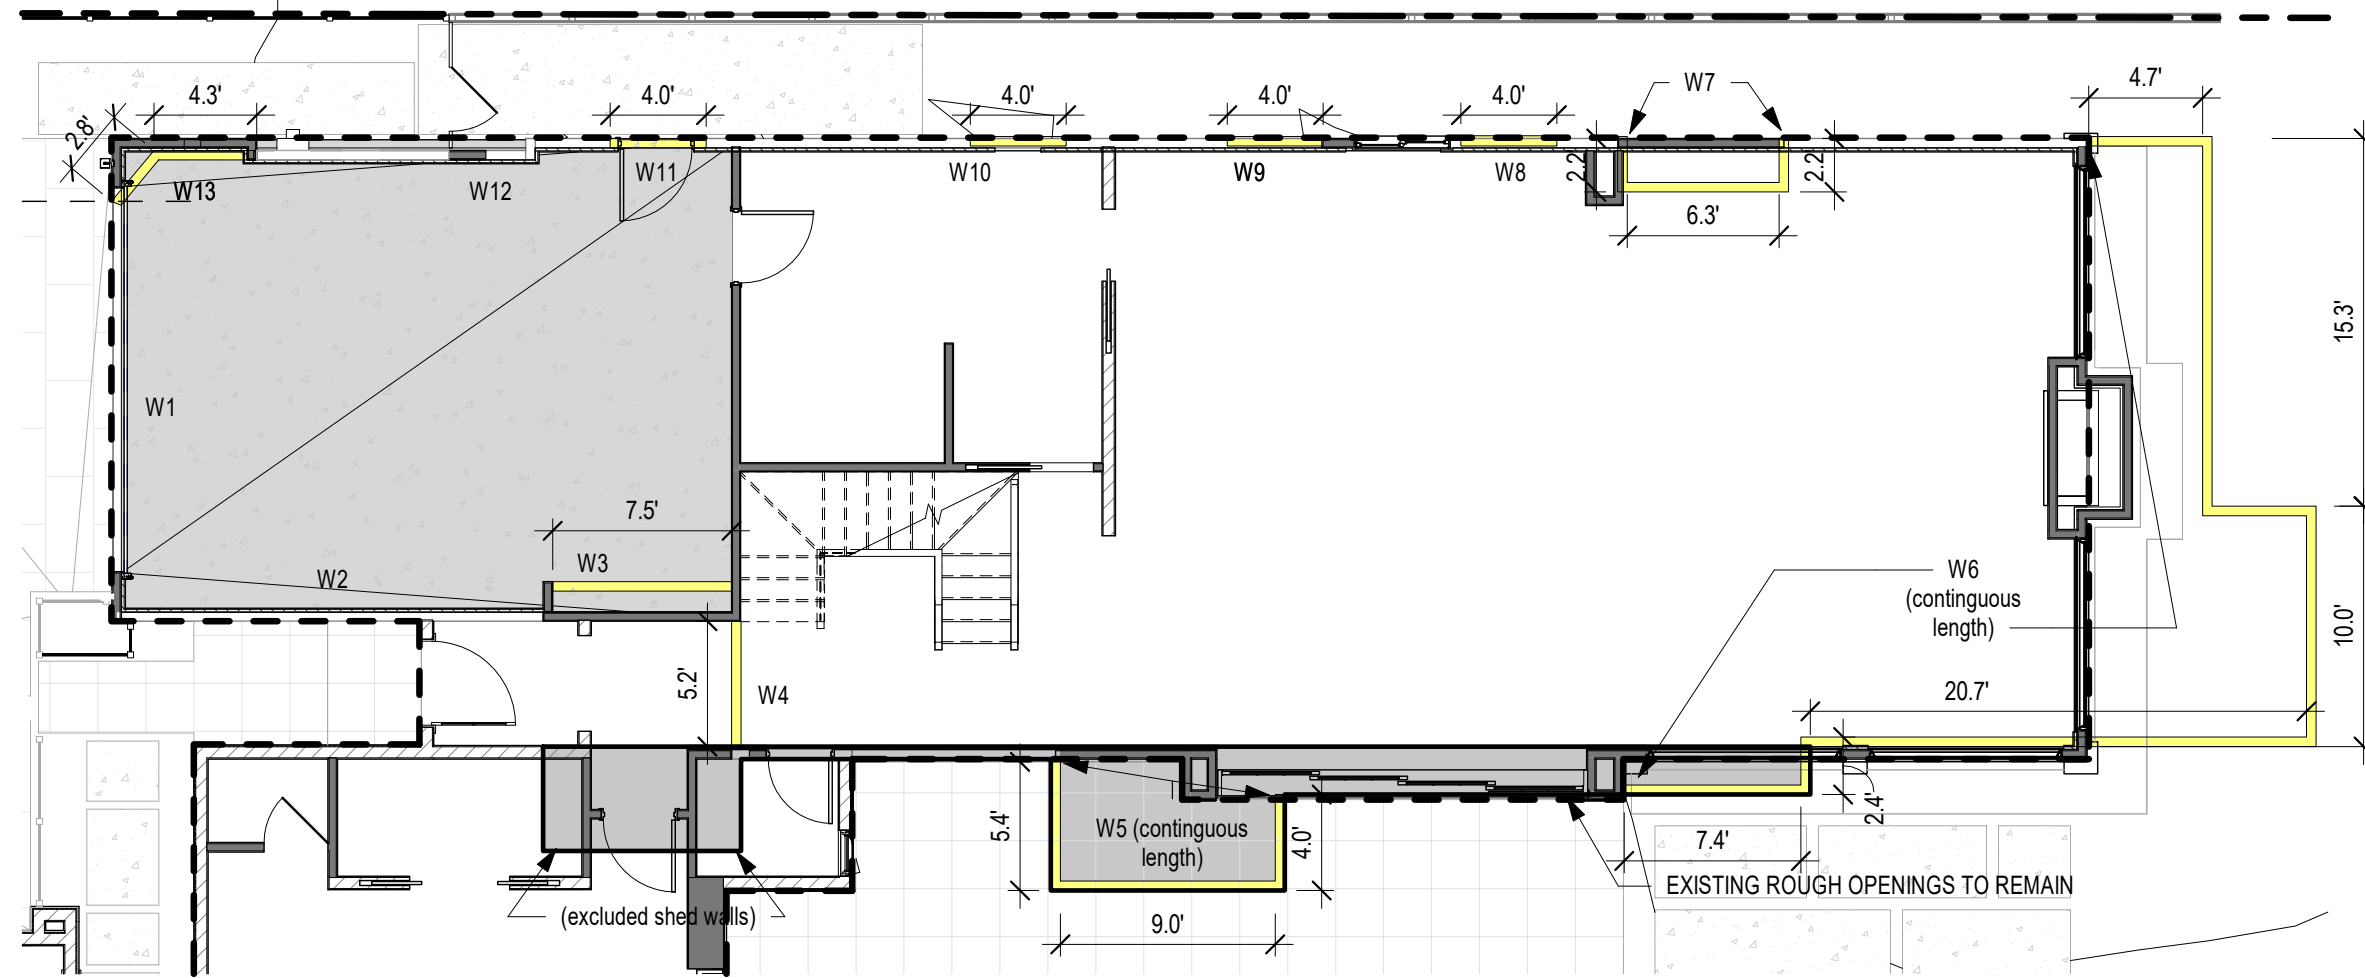 4.3'
4.0'
4.0'
4.0'
4.0'
W7
4.7'
2.8'
W13
W12
W11
W10
W9
W8
2.2
2.2
6.3'
15.3'
W1
7.5'
W3
W2
W6
(continguous
length)
10.0'
5.2'
W4
20.7'
5.4'
W5 (continguous
length)
4.0'
2.4'
7.4'
EXISTING ROUGH OPENINGS TO REMAIN
(excluded shed walls)
9.0'